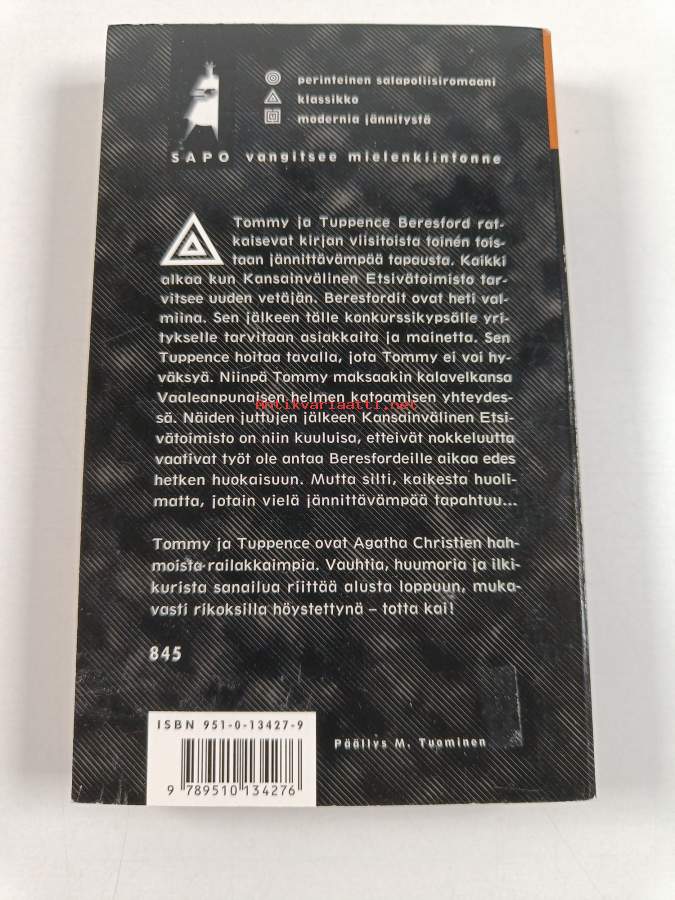 perinteinen salapoliisiromaani
klassikko
modernia jännitystä
SAPO vangitsee mielenkiintonne
Tommy ja Tuppence Beresford rat-
kaisevat kirjan viisitoista toinen tois-
taan jännittävämpää tapausta. Kaikki
alkaa kun Kansainvälinen Etsivätoimisto tar-
vitsee uuden vetäjän. Beresfordit ovat heti val-
miina. Sen jälkeen tälle konkurssikypsälle yri-
tykselle tarvitaan asiakkaita ja mainetta. Sen
Tuppence hoitaa tavalla, jota Tommy ei voi hy-
väksyä. Niinpä Tommy maksaakin kalavelkansa
Vaaleanpunaisen helmen katoamisen yhteydes-
Antikvariaatti.net
sä. Näiden juttujen jälkeen Kansainvälinen Etsi-
vätoimisto on niin kuuluisa, etteivät nokkeluutta
vaativat työt ole antaa Beresfordeille aikaa edes
hetken huokaisuun. Mutta silti, kaikesta huoli-
matta, jotain vielä jännittävämpää tapahtuu...
Tommy ja Tuppence ovat Agatha Christien hah-
moista railakkaimpia. Vauhtia, huumoria ja ilki-
kurista sanailua riittää alusta loppuun, muka-
vasti rikoksilla höystettynä – totta kai!
845
ISBN 951-0-13427-9
Päällys M. Tuominen
9 789510 134276